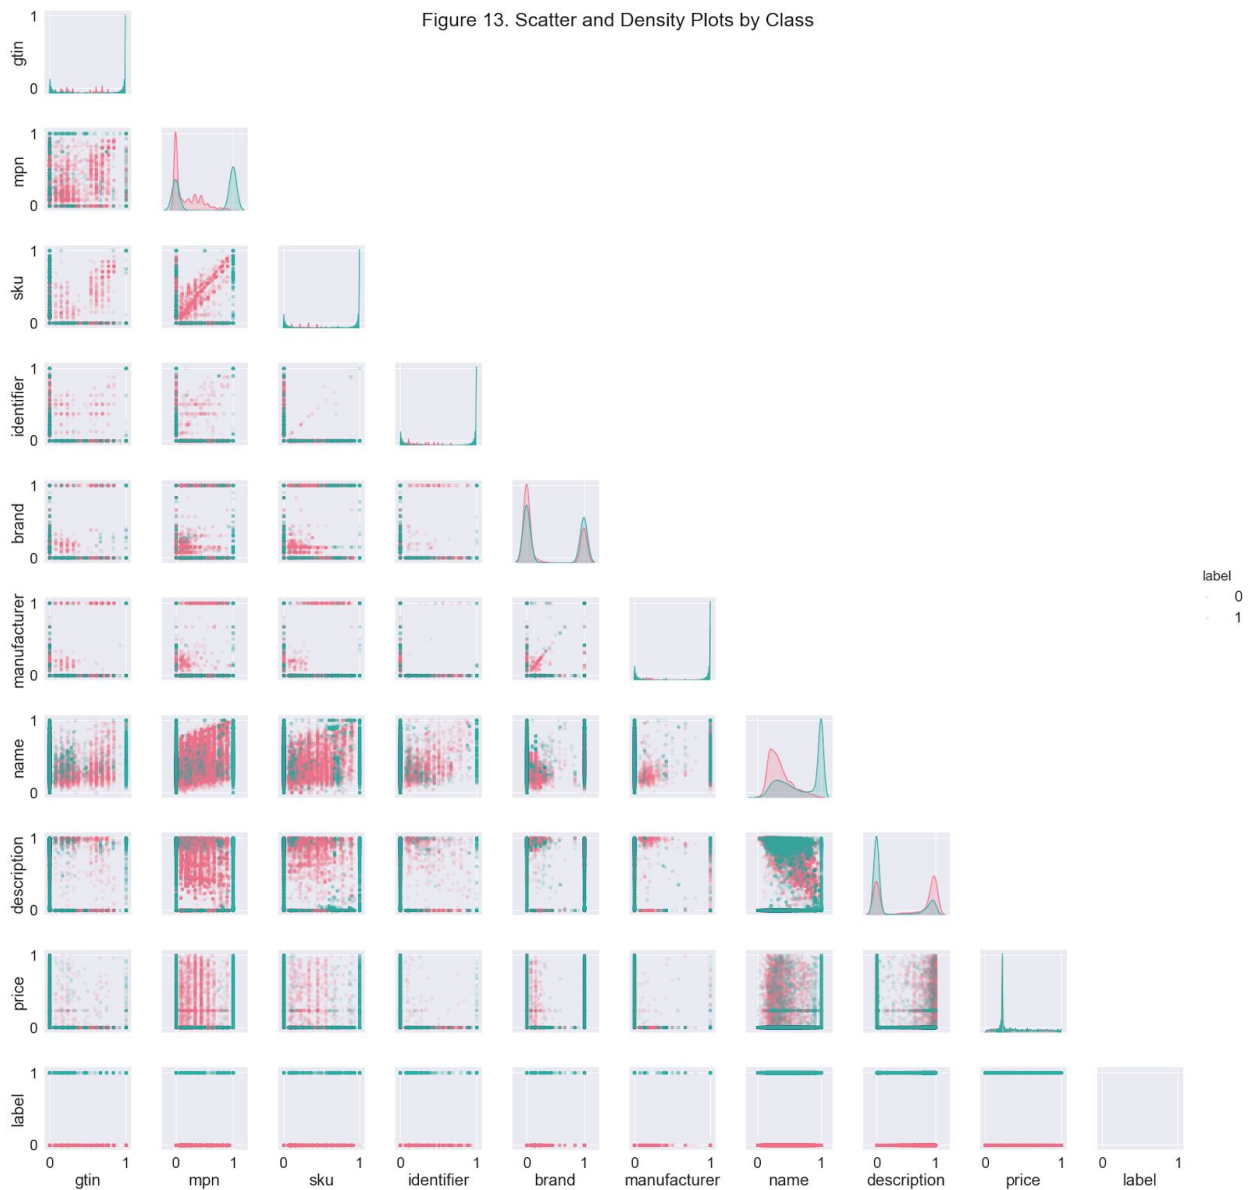 Figure 13. Scatter and Density Plots by Class
1
gtin
0
1
mpn
0
1
sku
0
1
identifier
0
1
brand
0
1
manufacturer
0
1
name
0
1
description
0
1
price
0
1
label
0
label
0
1
0 1 0 1 0 1 0 1 0 1 0 1 0 1 0 1 0 1 0 1
gtin mpn sku identifier brand manufacturer name description price label